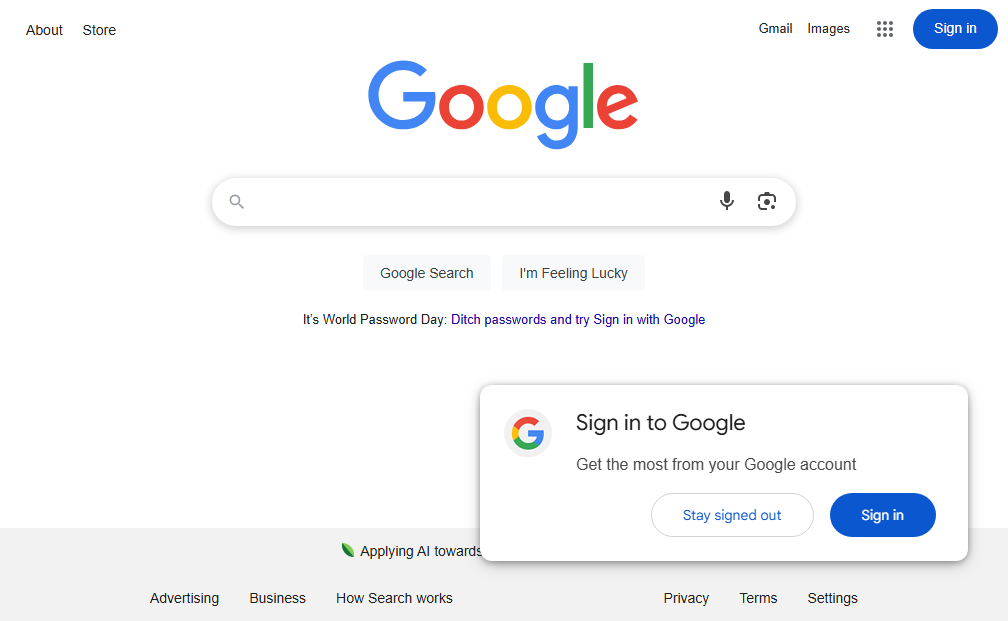 About Store Gmail Images Sign in
Google
Google Search I'm Feeling Lucky
It's World Password Day: Ditch passwords and try Sign in with Google
Sign in to Google
Get the most from your Google account
Stay signed out Sign in
Applying AI towards
Advertising Business How Search works Privacy Terms Settings